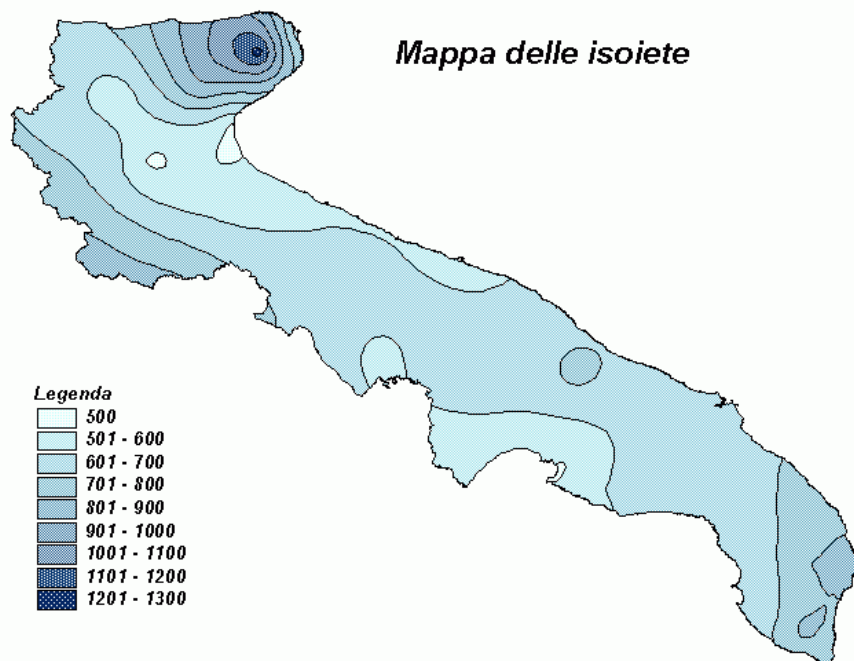 Mappa delle isoiete
Legenda
500
501 - 600
601 - 700
701 - 800
801 - 900
901 - 1000
1001 - 1100
1101 - 1200
1201 - 1300